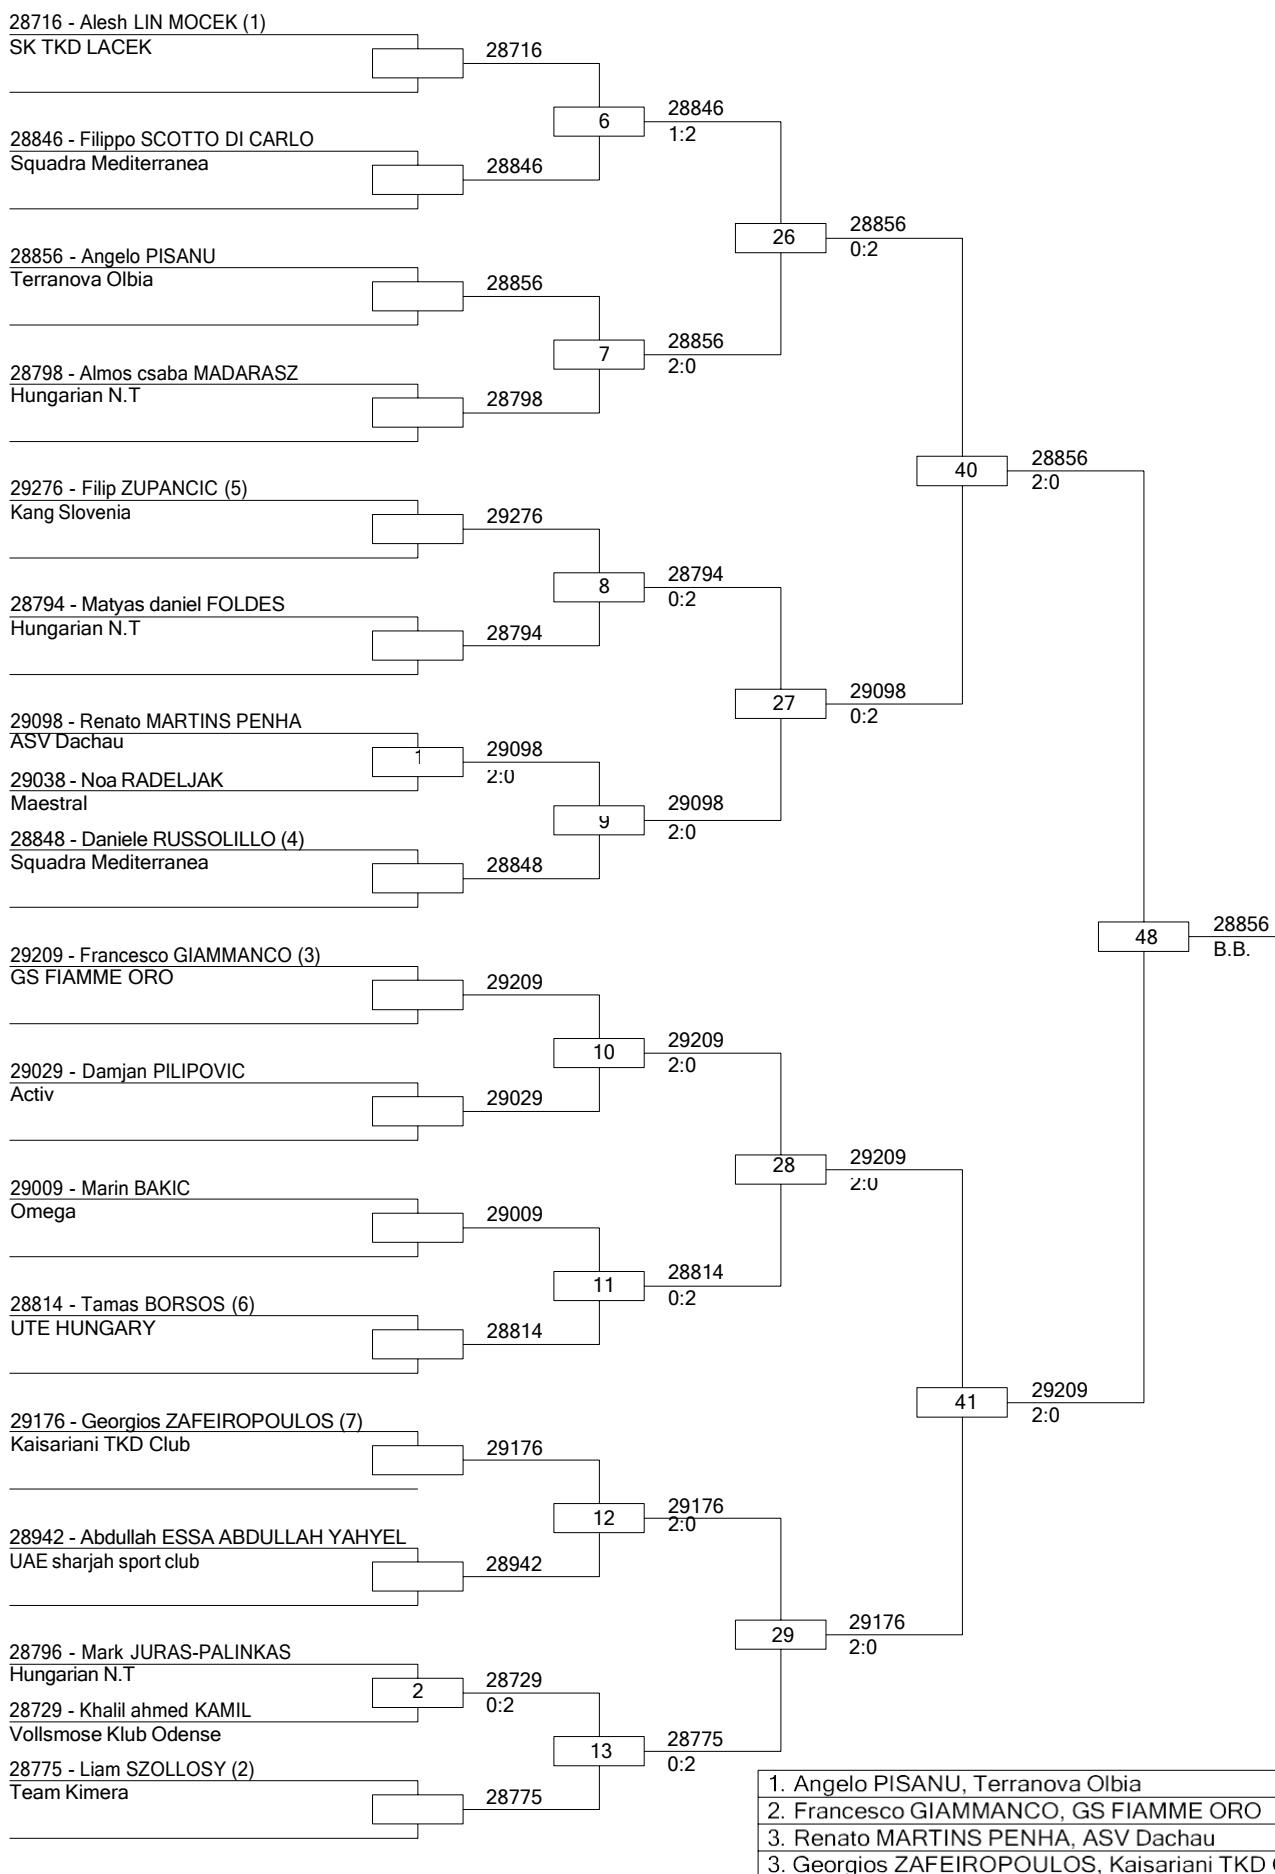 28716 - Alesh LIN MOCEK (1)
SK TKD LACEK
28716
6
28846
1:2
28846 - Filippo SCOTTO DI CARLO
Squadra Mediterranea
28846
26
28856
0:2
28856 - Angelo PISANU
Terranova Olbia
28856
7
28856
2:0
28798 - Almos csaba MADARASZ
Hungarian N.T
28798
40
28856
2:0
29276 - Filip ZUPANCIC (5)
Kang Slovenia
29276
8
28794
0:2
28794 - Matyas daniel FOLDES
Hungarian N.T
28794
27
29098
0:2
29098 - Renato MARTINS PENHA
ASV Dachau
1
29098
2:0
29038 - Noa RADELJAK
Maestral
9
29098
2:0
28848 - Daniele RUSSOLILLO (4)
Squadra Mediterranea
28848
48
28856
B.B.
29209 - Francesco GIAMMANCO (3)
GS FIAMME ORO
29209
10
29209
2:0
29029 - Damjan PILIPOVIC
Activ
29029
28
29209
2:0
29009 - Marin BAKIC
Omega
29009
11
28814
0:2
28814 - Tamas BORSOS (6)
UTE HUNGARY
28814
41
29209
2:0
29176 - Georgios ZAFEIROPOULOS (7)
Kaisariani TKD Club
29176
12
29176
2:0
28942 - Abdullah ESSA ABDULLAH YAHYEL
UAE sharjah sport club
28942
29
29176
2:0
28796 - Mark JURAS-PALINKAS
Hungarian N.T
2
28729
0:2
28729 - Khalil ahmed KAMIL
Vollsmose Klub Odense
13
28775
0:2
28775 - Liam SZOLLOSY (2)
Team Kimera
28775
1. Angelo PISANU, Terranova Olbia
2. Francesco GIAMMANCO, GS FIAMME ORO
3. Renato MARTINS PENHA, ASV Dachau
3. Georgios ZAFEIROPOULOS, Kaisariani TKD